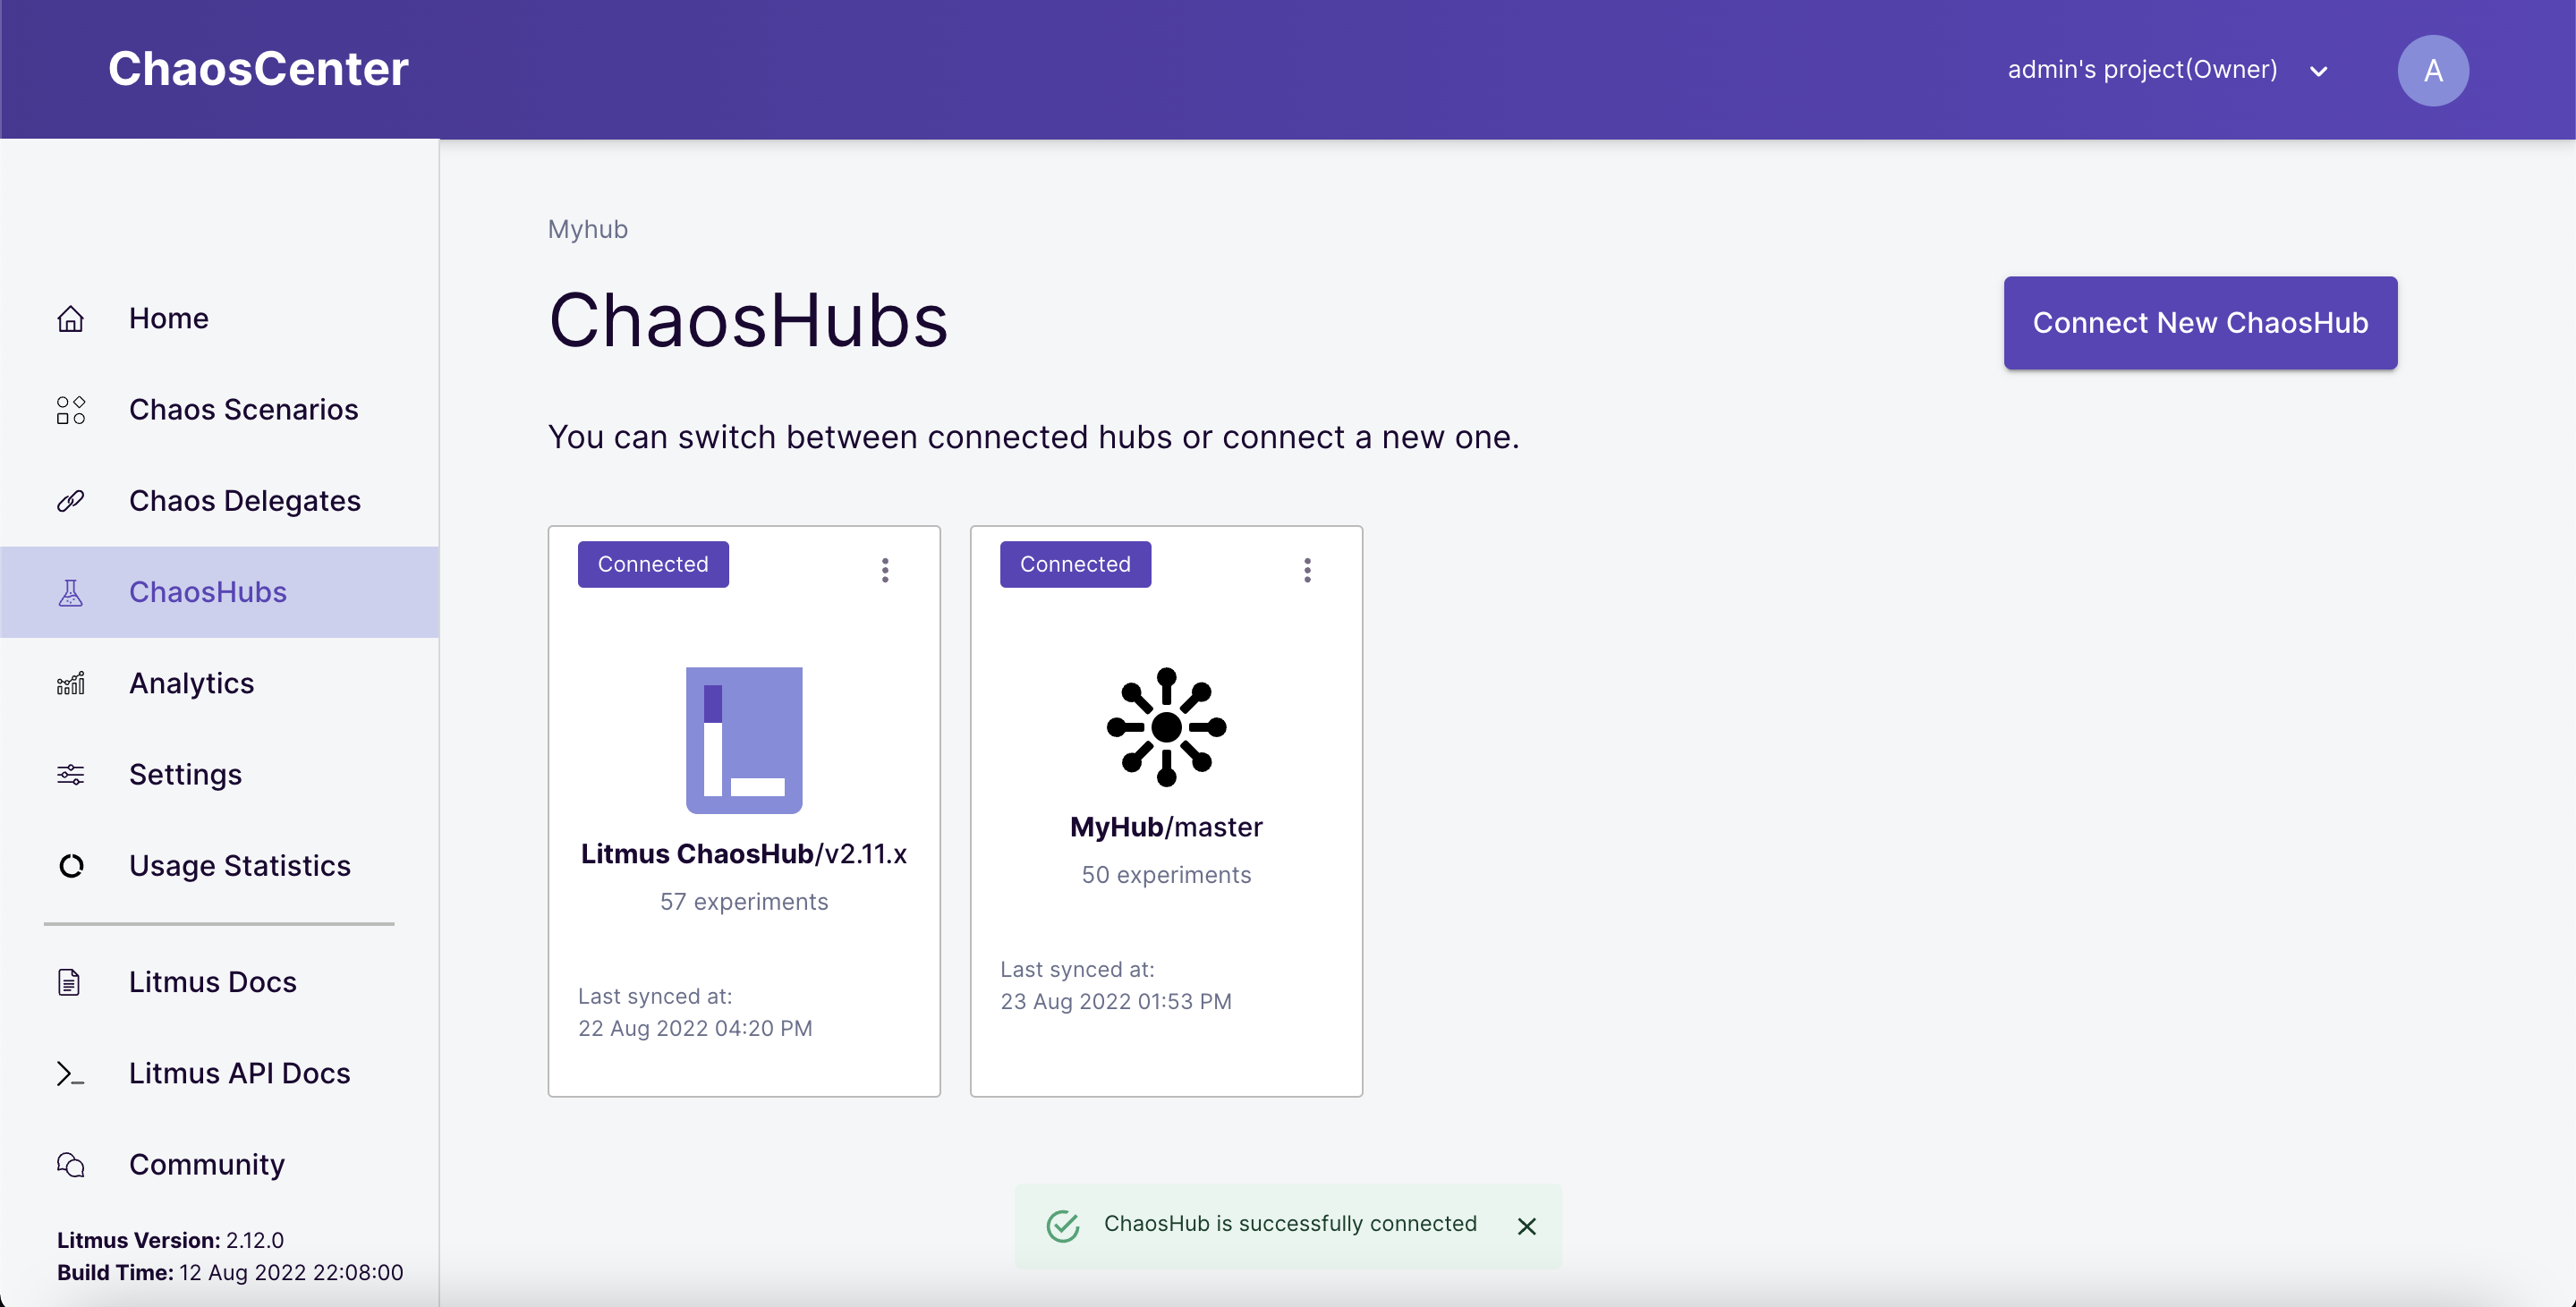 ChaosCenter
admin's project(Owner)
A
Home
Chaos Scenarios
Chaos Delegates
ChaosHubs
Analytics
Settings
Usage Statistics
Litmus Docs
Litmus API Docs
Community
Litmus Version: 2.12.0
Build Time: 12 Aug 2022 22:08:00
Myhub
ChaosHubs
Connect New ChaosHub
You can switch between connected hubs or connect a new one.
Connected
Litmus ChaosHub/v2.11.x
57 experiments
Last synced at:
22 Aug 2022 04:20 PM
Connected
MyHub/master
50 experiments
Last synced at:
23 Aug 2022 01:53 PM
ChaosHub is successfully connected